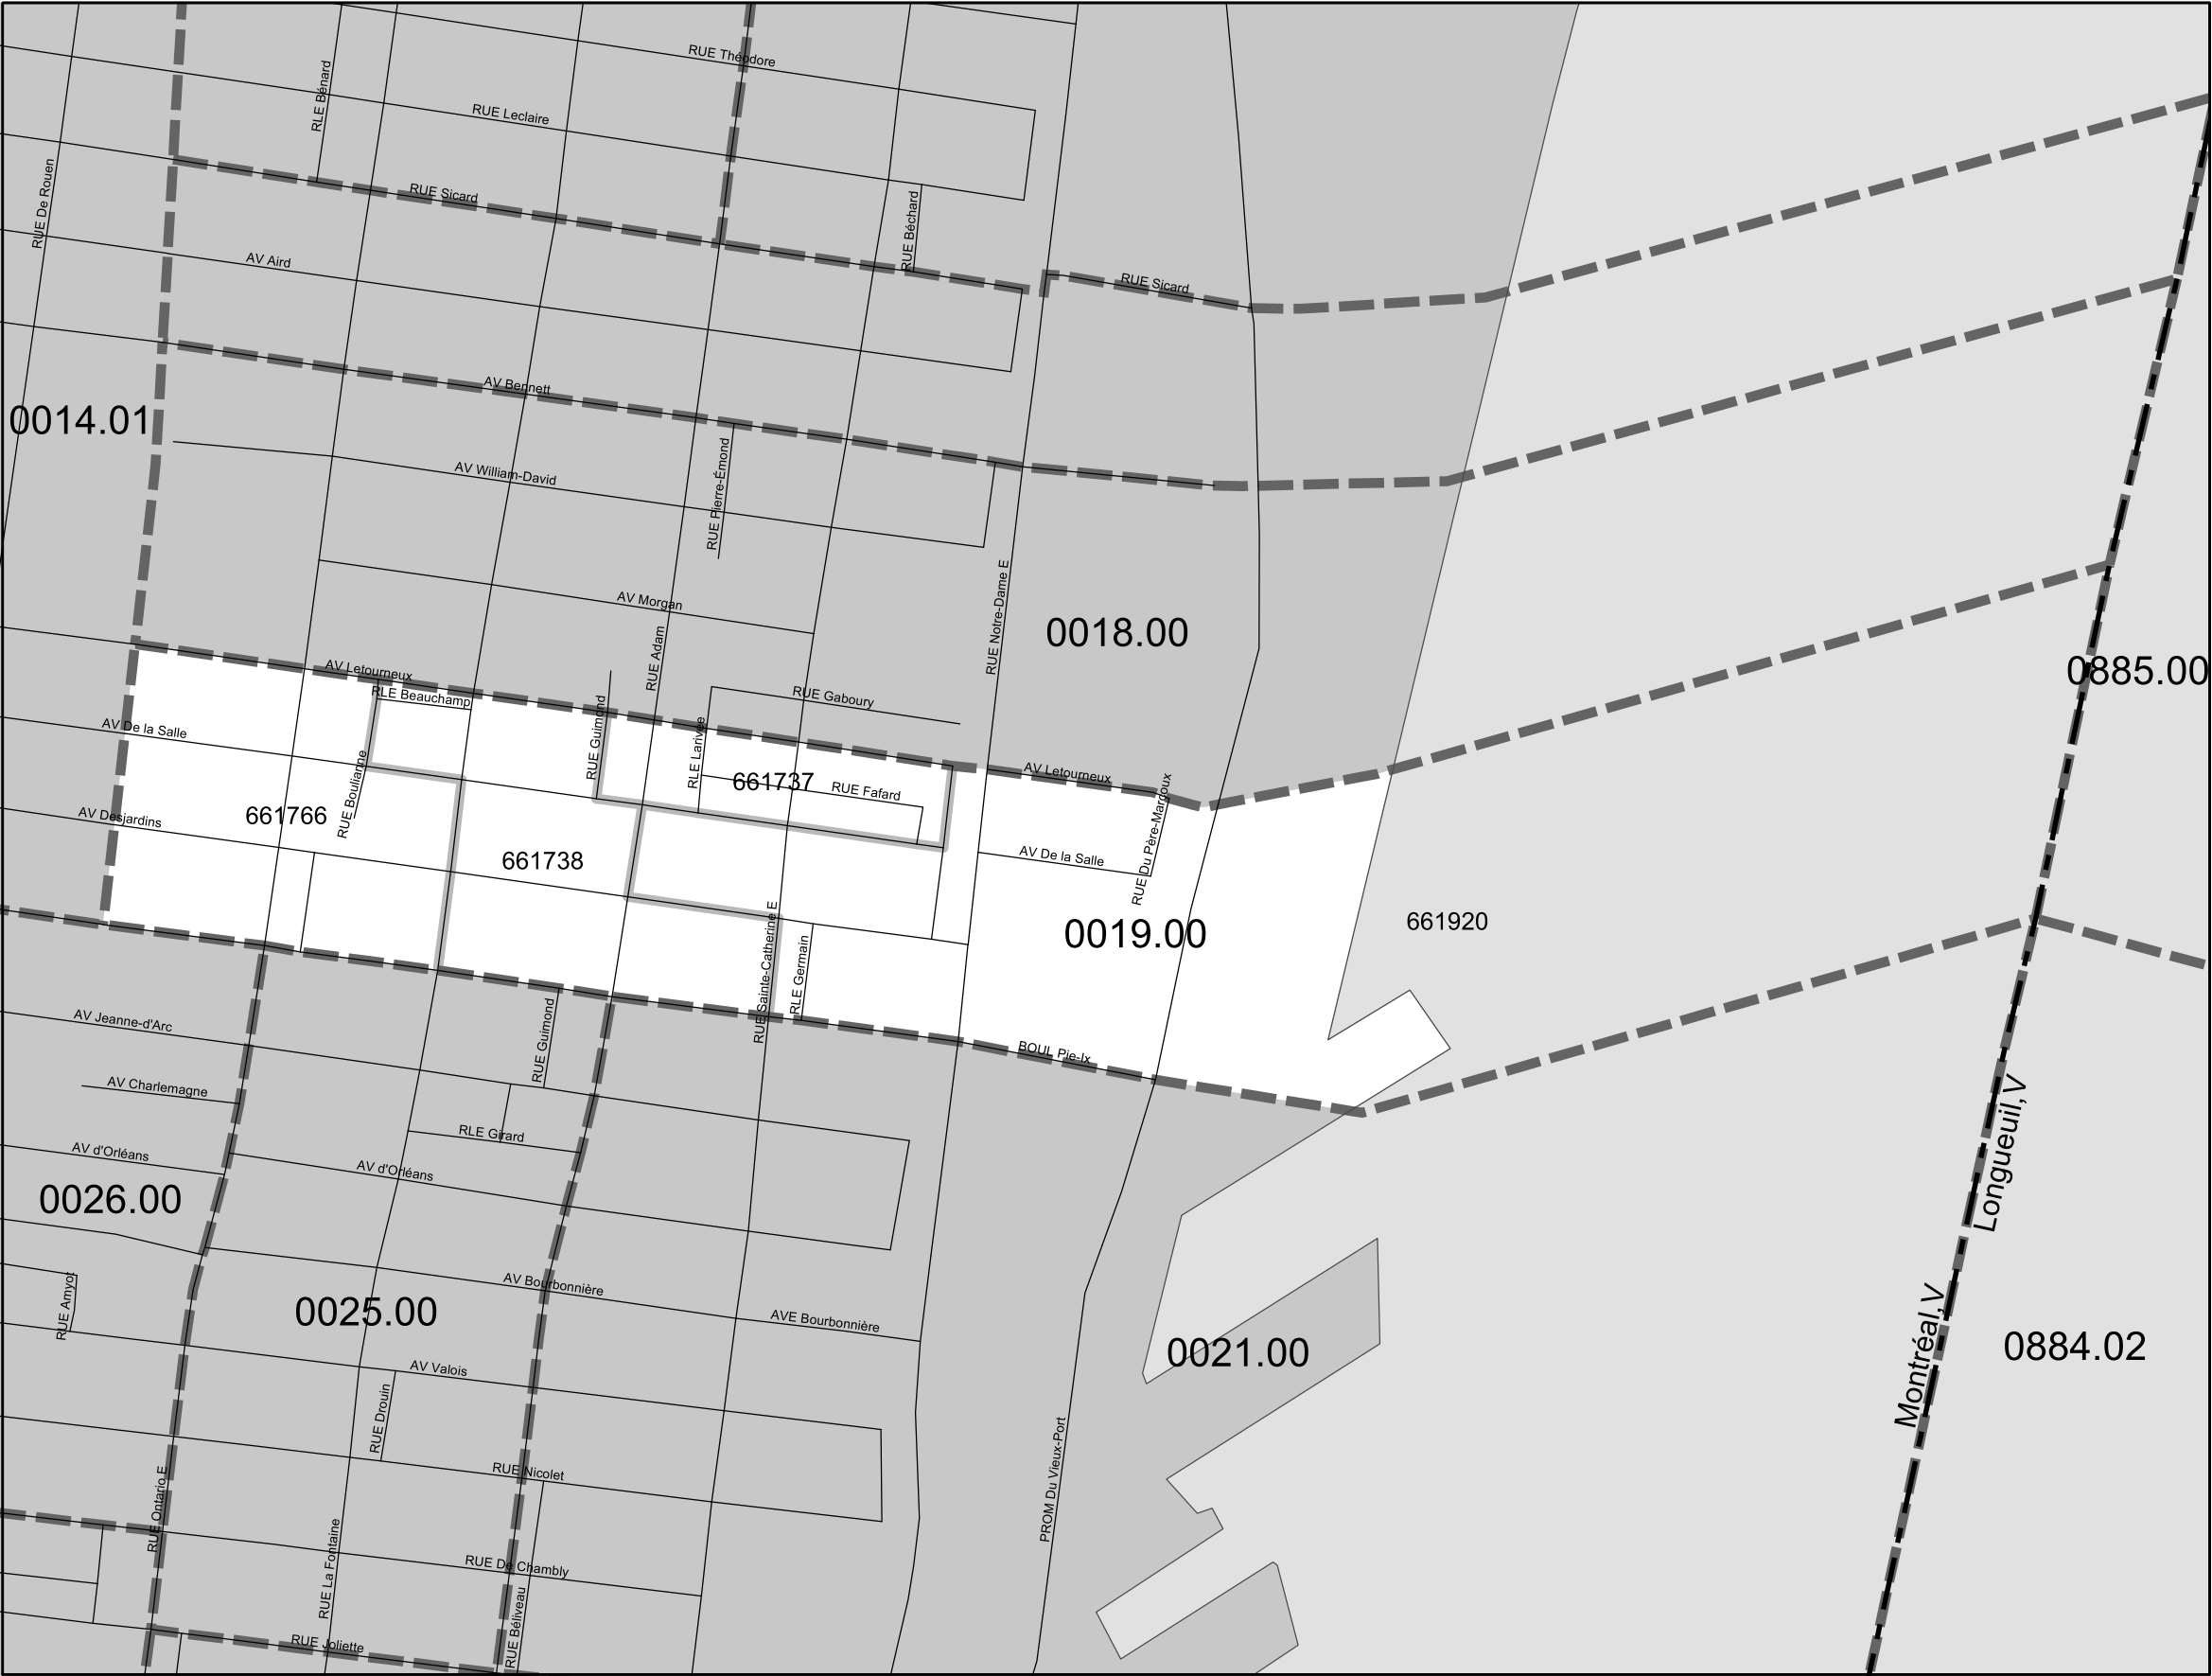 RUE Théodore
RLE Bénard
RUE Leclaire
RUE De Rouen
RUE Sicard
RUE Béchard
AV Aird
RUE Sicard
AV Bennett
0014.01
AV William-David
RUE Pierre-Émond
AV Morgan
RUE Notre-Dame E
0018.00
RUE Adam
AV Letourneux
0885.00
RLE Beauchamp
RUE Guimond
RUE Gaboury
AV De la Salle
RLE Larivée
661737
RUE Fafard
AV Letourneux
RUE Boulianne
661766
AV Desjardins
RUE Du Père-Marquux
661738
AV De la Salle
0019.00
661920
RUE Sainte-Catherine E
RLE Germain
AV Jeanne-d'Arc
RUE Guimond
BOUL Pie-Ix
AV Charlemagne
RLE Girard
AV d'Orléans
AV d'Orléans
Longueuil,V
0026.00
RUE Amyot
0025.00
AV Bourbonnière
AVE Bourbonnière
0021.00
Montréal,V
0884.02
AV Valois
RUE Drouin
RUE Nicolet
PROM Du Vieux-Port
RUE Ontario E
RUE La Fontaine
RUE De Chambly
RUE Béliveau
RUE Joliette